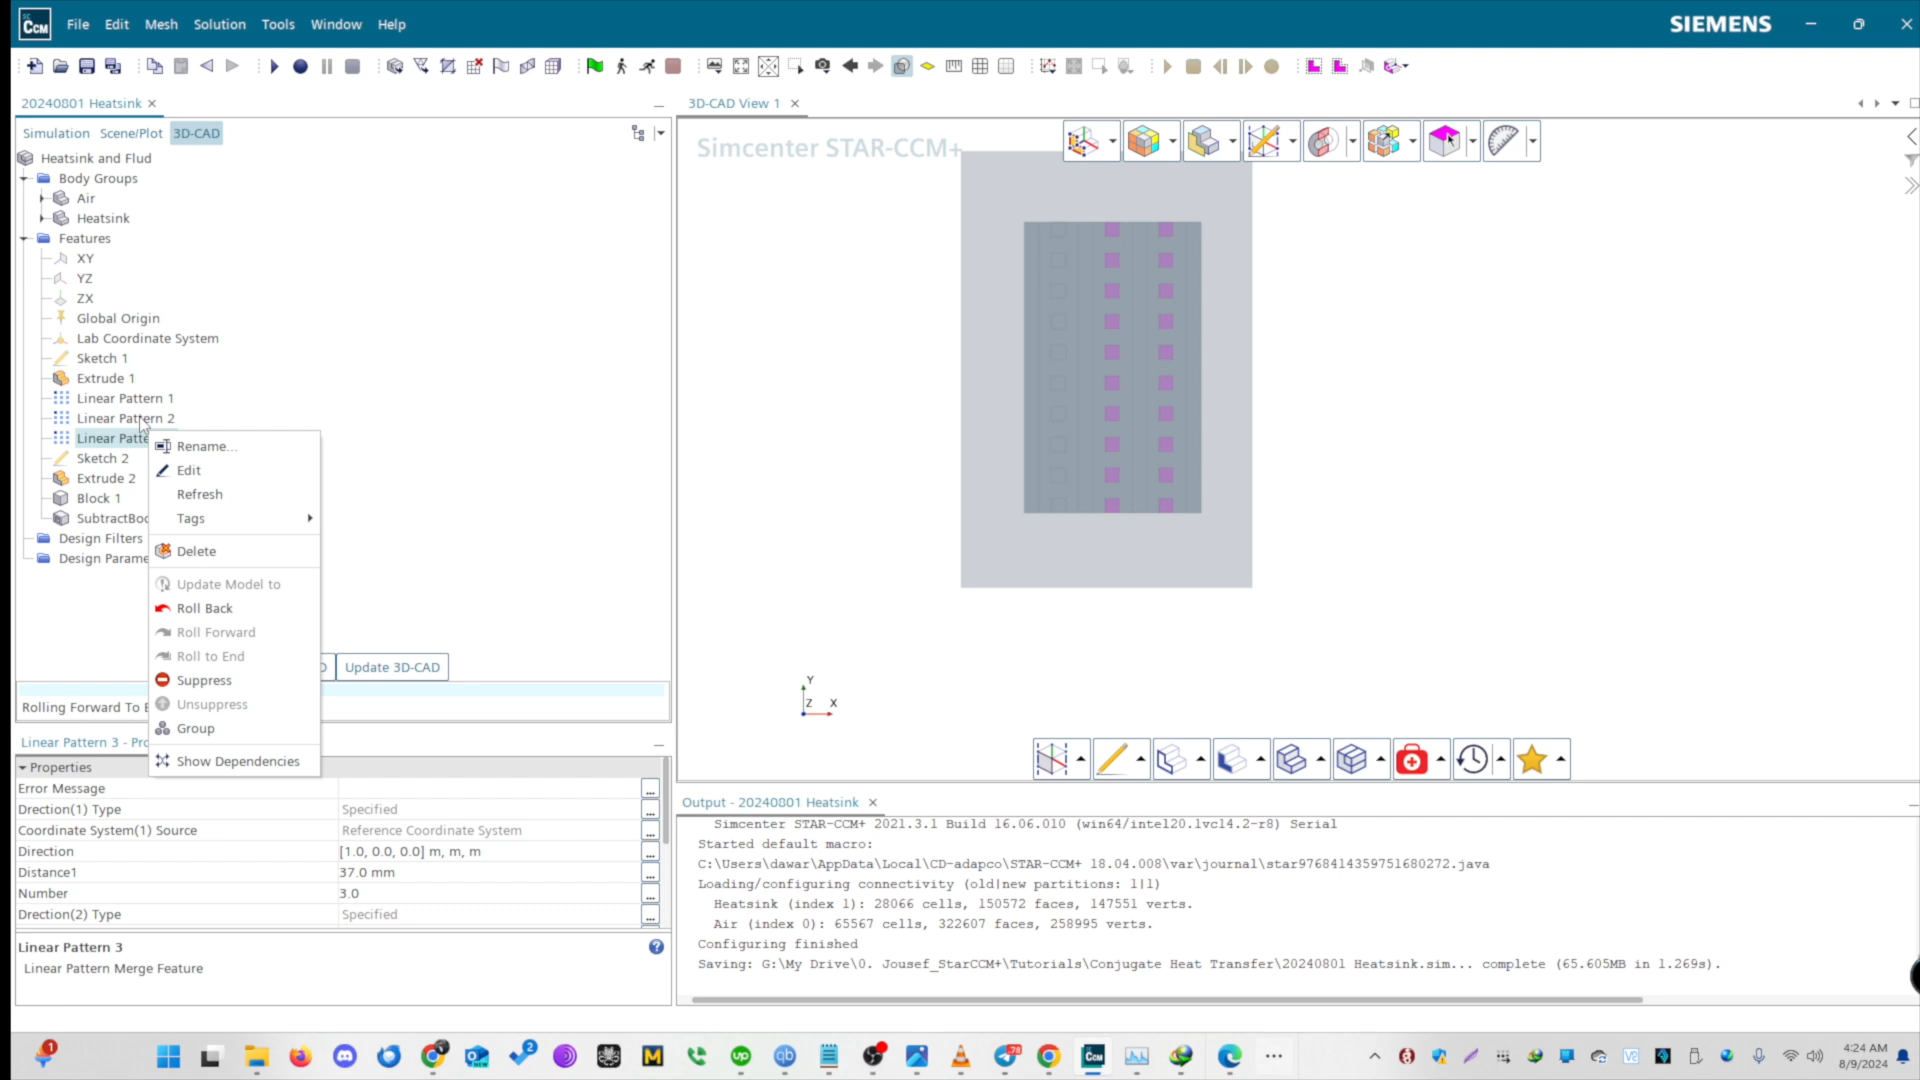 CCM
File Edit Mesh Solution Tools Window Help
SIEMENS
20240801 Heatsink
3D-CAD View 1
Simulation Scene/Plot 3D-CAD
Simcenter STAR-CCM+
Heatsink and Flud
Body Groups
Air
Heatsink
Features
XY
YZ
ZX
Global Origin
Lab Coordinate System
Sketch 1
Extrude 1
Linear Pattern 1
Linear Pattern 2
Linear Patte
Sketch 2
Extrude 2
Block 1
SubtractBoo
Design Filters
Design Parame
Rename...
Edit
Refresh
Tags
Delete
Update Model to
Roll Back
Roll Forward
Roll to End
Suppress
Unsuppress
Group
Show Dependencies
Update 3D-CAD
Rolling Forward To E
Y
Z X
Linear Pattern 3 - Pro
Properties
Error Message
Direction(1) Type Specified
Coordinate System(1) Source Reference Coordinate System
Direction [1.0, 0.0, 0.0] m, m, m
Distance1 37.0 mm
Number 3.0
Drection(2) Type Specified
Linear Pattern 3
Linear Pattern Merge Feature
Output - 20240801 Heatsink
Simcenter STAR-CCM+ 2021.3.1 Build 16.06.010 (win64/intel20.1vc14.2-r8) Serial
Started default macro:
C:\Users\dawar\AppData\Local\CD-adapco\STAR-CCM+ 18.04.008\var\journal\star9768414359751680272.java
Loading/configuring connectivity (old|new partitions: 1|1)
Heatsink (index 1): 28066 cells, 150572 faces, 147551 verts.
Air (index 0): 65567 cells, 322607 faces, 258995 verts.
Configuring finished
Saving: G:\My Drive\0. Jousef_StarCCM+\Tutorials\Conjugate Heat Transfer\20240801 Heatsink.sim... complete (65.605MB in 1.269s).
4:24 AM
8/9/2024